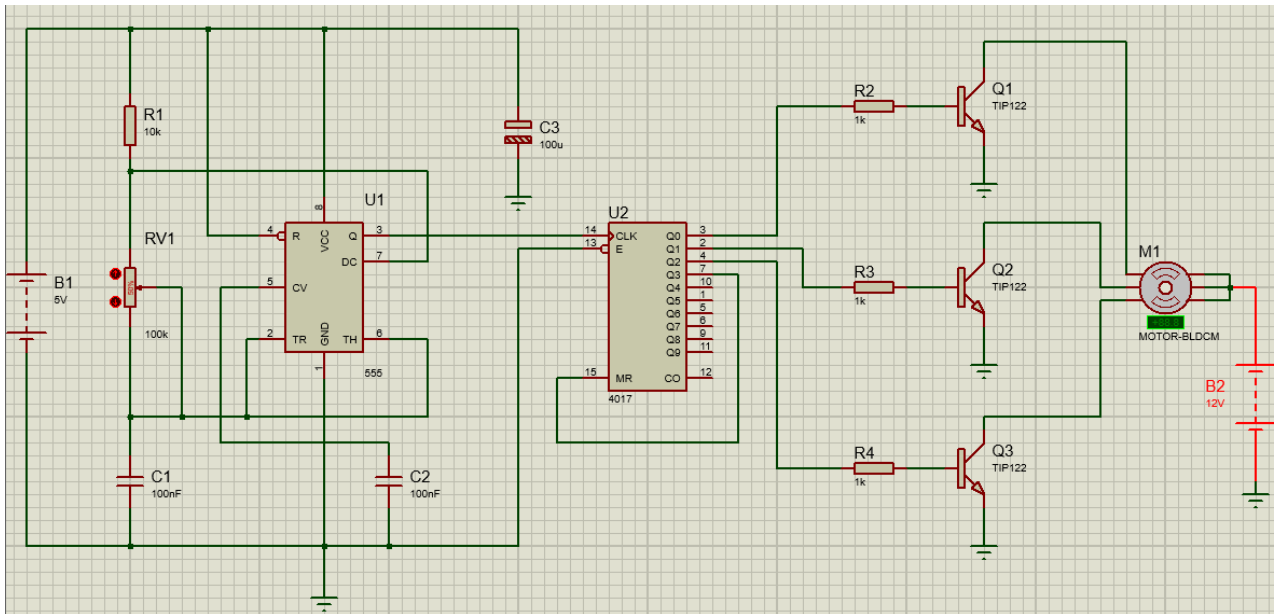 R1
10k
RV1
50%
100k
B1
5V
C1
100nF
U1
4
R
VCC
8
Q
3
DC
7
5
CV
2
TR
GND
1
TH
6
555
C2
100nF
C3
100u
U2
14
CLK
13
E
Q0
3
Q1
2
Q2
4
Q3
7
Q4
10
Q5
1
Q6
5
Q7
6
Q8
9
Q9
11
15
MR
CO
12
4017
R2
1k
Q1
TIP122
R3
1k
Q2
TIP122
R4
1k
Q3
TIP122
M1
MOTOR-BLDCM
B2
12V